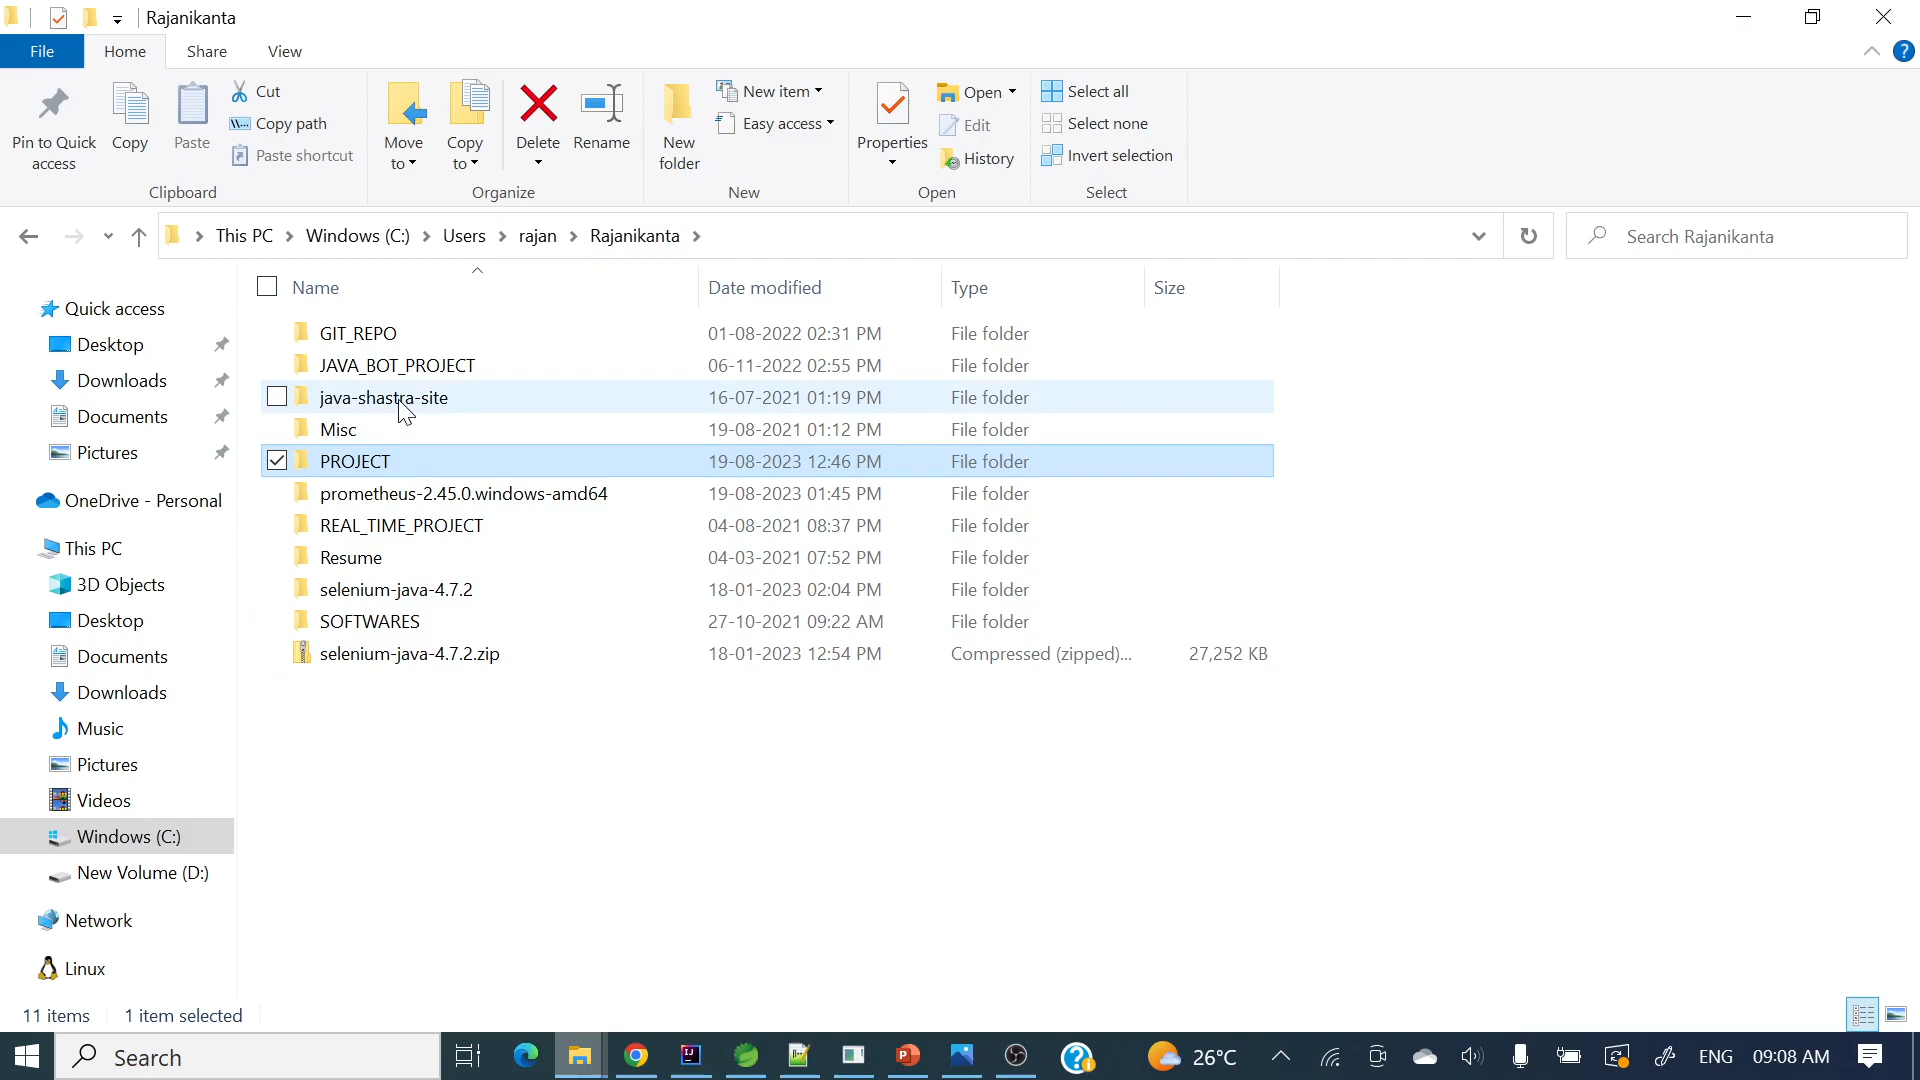 Rajanikanta
File Home Share View
Pin to Quick access
Copy
Paste
Cut
Copy path
Paste shortcut
Clipboard
Move to
Copy to
Delete
Rename
Organize
New folder
New item
Easy access
New
Properties
Open
Edit
History
Open
Select all
Select none
Invert selection
Select
This PC Windows (C:) Users rajan Rajanikanta
Search Rajanikanta
Quick access
Desktop
Downloads
Documents
Pictures
OneDrive - Personal
This PC
3D Objects
Desktop
Documents
Downloads
Music
Pictures
Videos
Windows (C:)
New Volume (D:)
Network
Linux
Name Date modified Type Size
GIT_REPO 01-08-2022 02:31 PM File folder
JAVA_BOT_PROJECT 06-11-2022 02:55 PM File folder
java-shastra-site 16-07-2021 01:19 PM File folder
Misc 19-08-2021 01:12 PM File folder
PROJECT 19-08-2023 12:46 PM File folder
prometheus-2.45.0.windows-amd64 19-08-2023 01:45 PM File folder
REAL_TIME_PROJECT 04-08-2021 08:37 PM File folder
Resume 04-03-2021 07:52 PM File folder
selenium-java-4.7.2 18-01-2023 02:04 PM File folder
SOFTWARES 27-10-2021 09:22 AM File folder
selenium-java-4.7.2.zip 18-01-2023 12:54 PM Compressed (zipped)... 27,252 KB
11 items 1 item selected
Search 26°C ENG 09:08 AM